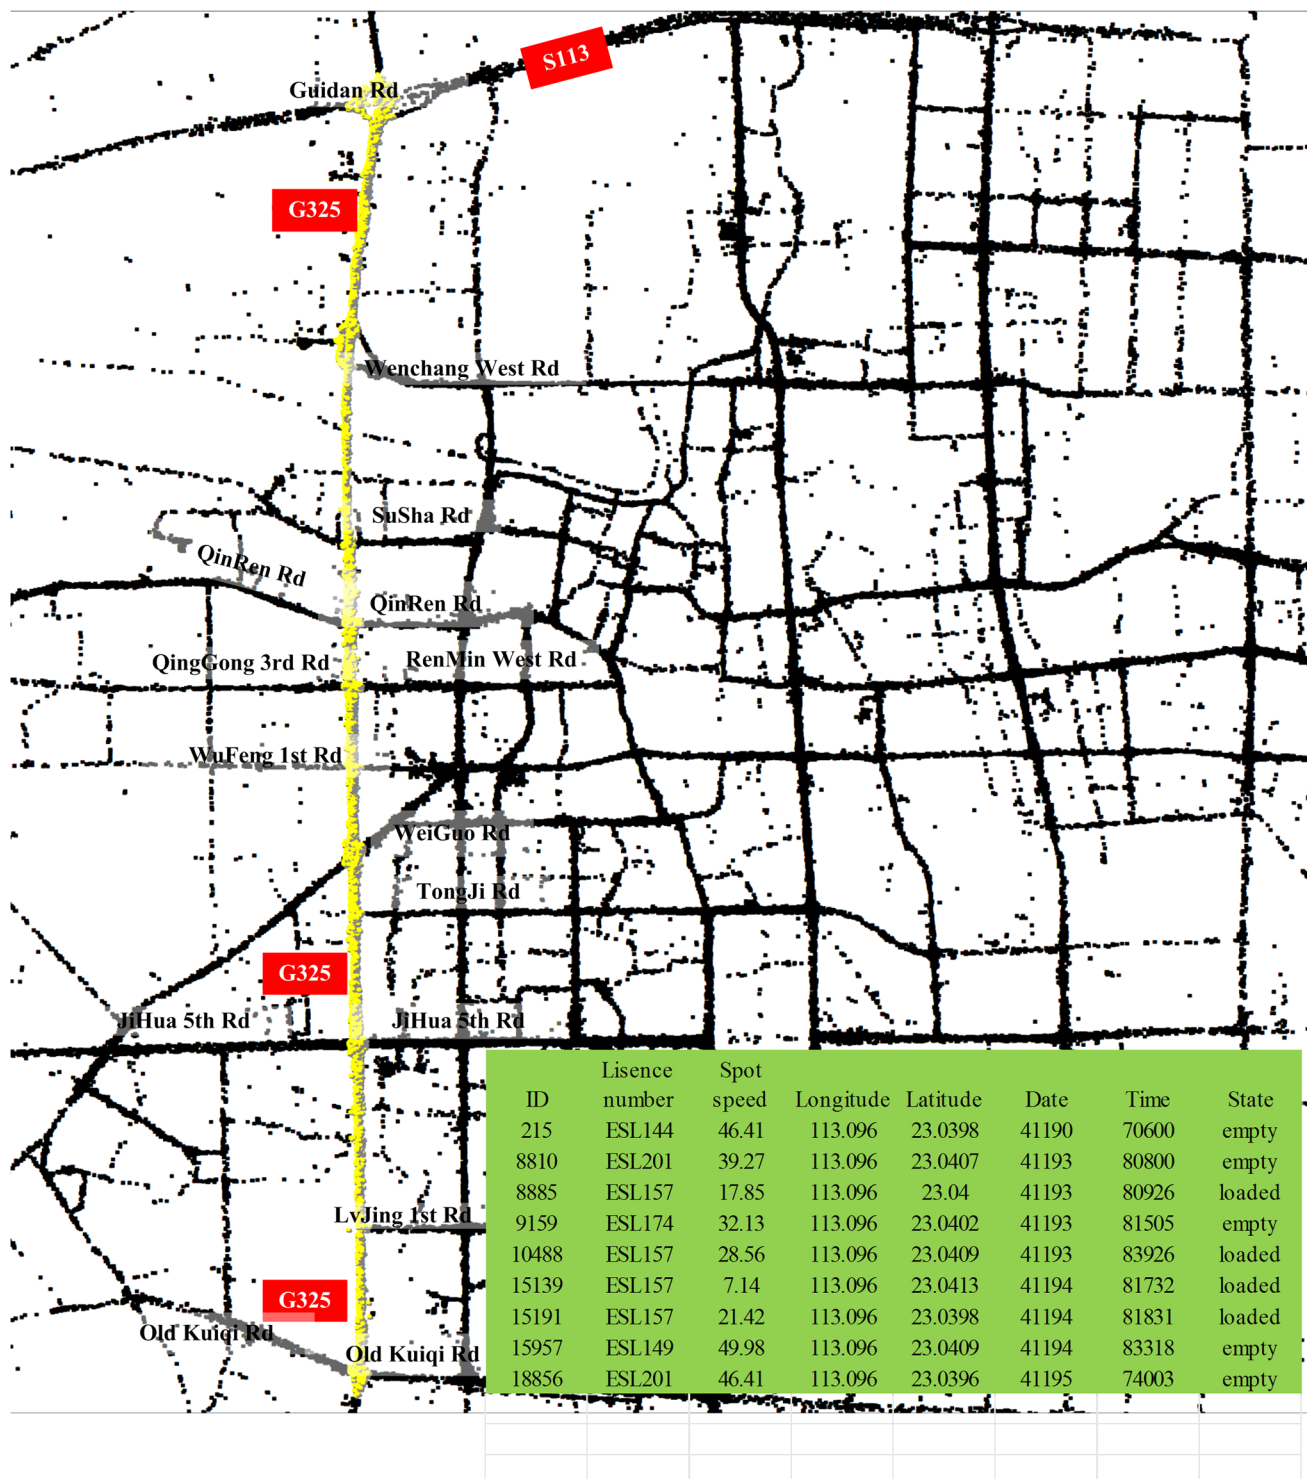 S113
Guidan Rd
G325
Wenchang West Rd
SuSha Rd
QinRen Rd
QinRen Rd
QingGong 3rd Rd
RenMin West Rd
WuFeng 1st Rd
WeiGuo Rd
TongJi Rd
G325
JiHua 5th Rd
JiHua 5th Rd
LvJing 1st Rd
G325
Old Kuiqi Rd
Old Kuiqi Rd
Lisence Spot
ID number speed Longitude Latitude Date Time State
215 ESL144 46.41 113.096 23.0398 41190 70600 empty
8810 ESL201 39.27 113.096 23.0407 41193 80800 empty
8885 ESL157 17.85 113.096 23.04 41193 80926 loaded
9159 ESL174 32.13 113.096 23.0402 41193 81505 empty
10488 ESL157 28.56 113.096 23.0409 41193 83926 loaded
15139 ESL157 7.14 113.096 23.0413 41194 81732 loaded
15191 ESL157 21.42 113.096 23.0398 41194 81831 loaded
15957 ESL149 49.98 113.096 23.0409 41194 83318 empty
18856 ESL201 46.41 113.096 23.0396 41195 74003 empty